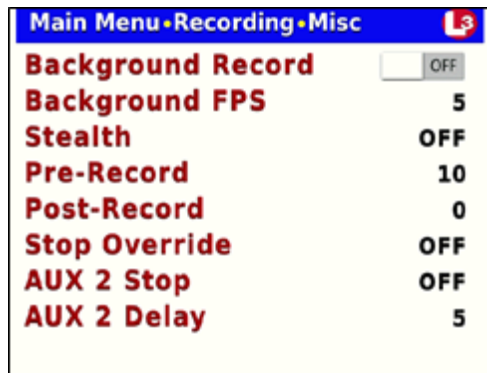 Main Menu•Recording•Misc L3
Background Record OFF
Background FPS 5
Stealth OFF
Pre-Record 10
Post-Record 0
Stop Override OFF
AUX 2 Stop OFF
AUX 2 Delay 5